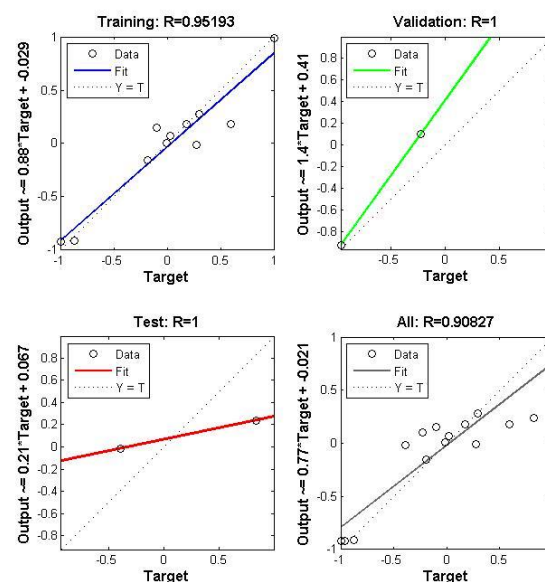 Training: R=0.95193
Output ~= 0.88*Target + -0.029
1
0.5
0
-0.5
-1
Data
Fit
Y = T
-1
-0.5
0
0.5
1
Target
Validation: R=1
Output ~= 1.4*Target + 0.41
0.8
0.6
0.4
0.2
0
-0.2
-0.4
-0.6
-0.8
Data
Fit
Y = T
-0.5
0
0.5
Target
Test: R=1
Output ~= 0.21*Target + 0.067
0.8
0.6
0.4
0.2
0
-0.2
-0.4
-0.6
-0.8
Data
Fit
Y = T
-0.5
0
0.5
Target
All: R=0.90827
Output ~= 0.77*Target + -0.021
1
0.5
0
-0.5
-1
Data
Fit
Y = T
-1
-0.5
0
0.5
1
Target